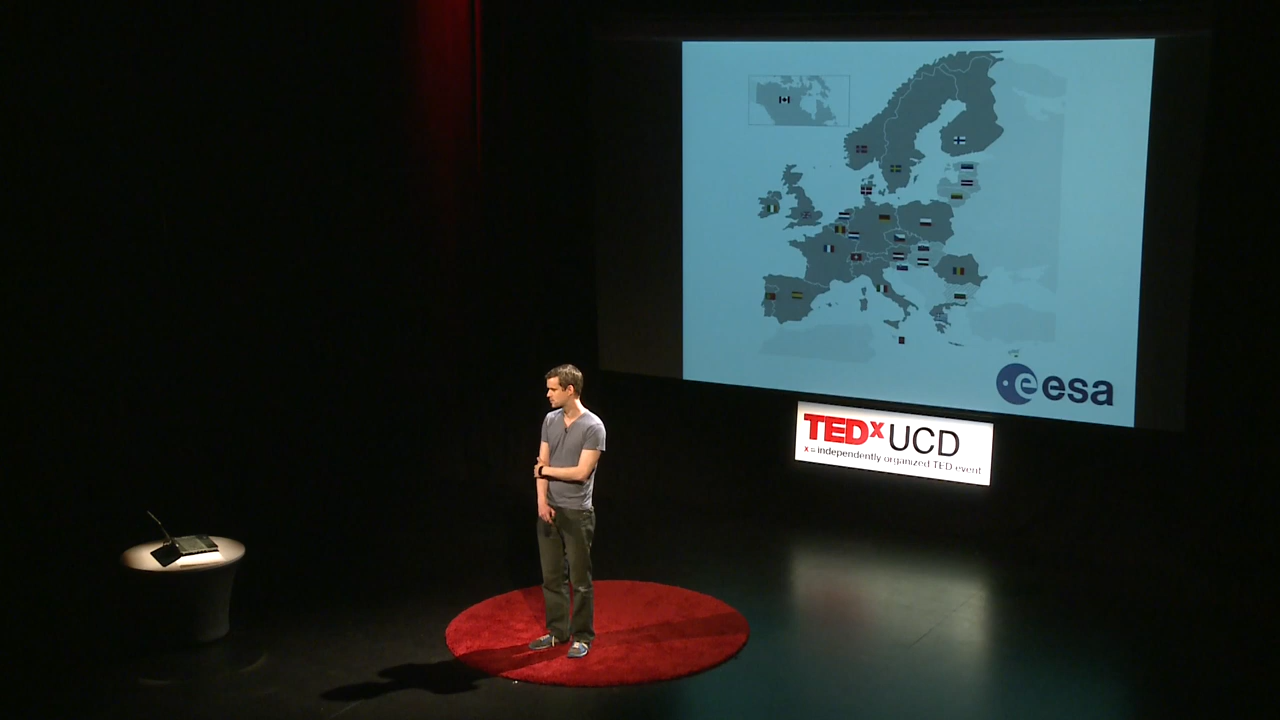 esa
TEDx UCD
x = independently organized TED event